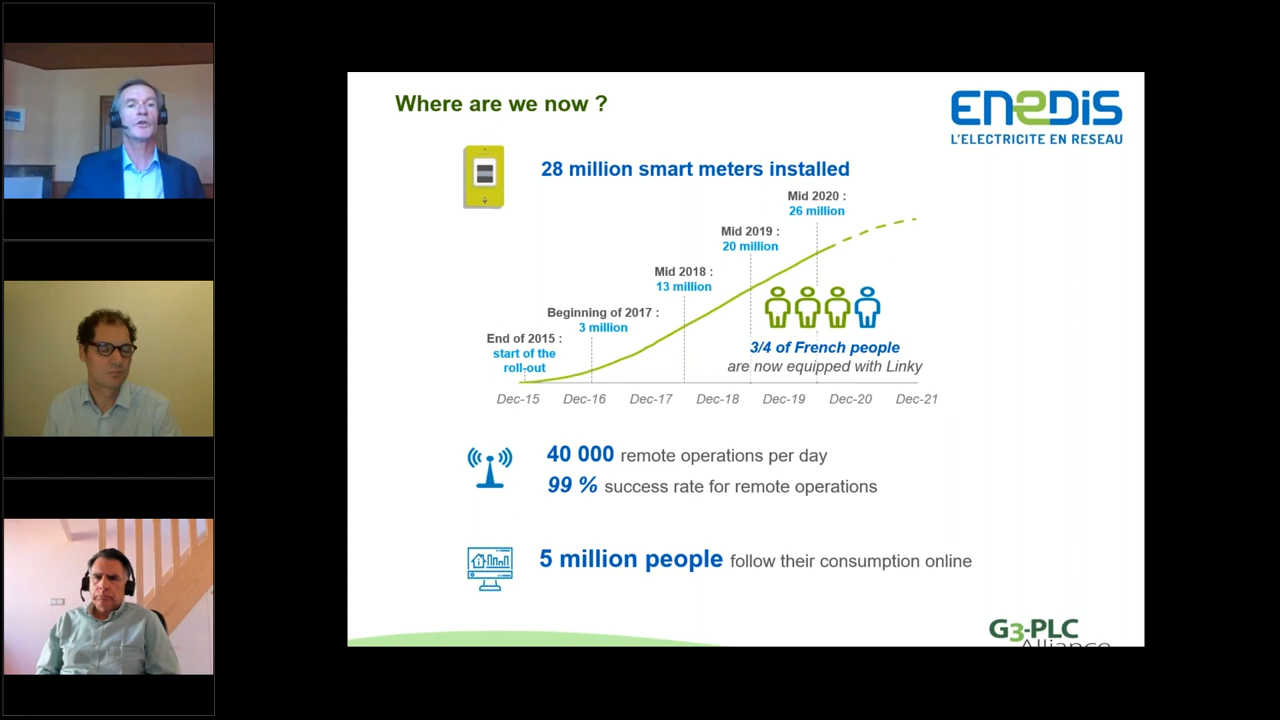 Where are we now ?
ENEDIS
L'ELECTRICITE EN RESEAU
28 million smart meters installed
Mid 2020 :
26 million
Mid 2019 :
20 million
Mid 2018 :
13 million
Beginning of 2017 :
3 million
End of 2015 :
start of the
roll-out
3/4 of French people
are now equipped with Linky
Dec-15 Dec-16 Dec-17 Dec-18 Dec-19 Dec-20 Dec-21
40 000 remote operations per day
99 % success rate for remote operations
5 million people follow their consumption online
G3-PLC
Alliance